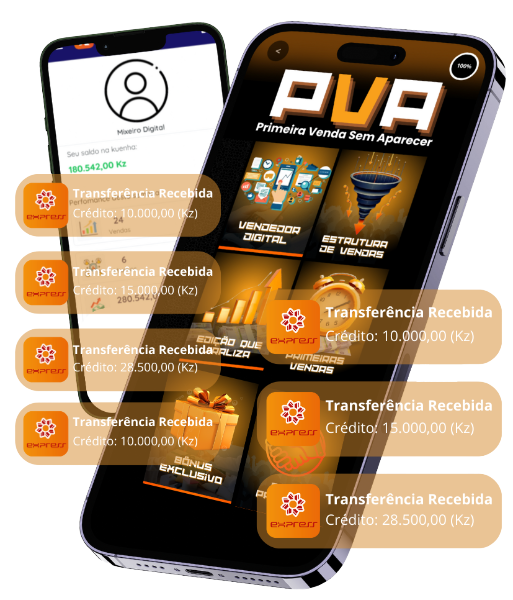 <
100%
PVA
Primeira Venda Sem Aparecer
Mixeiro Digital
Seu saldo na kuenha:
180.542,00 Kz
24
Vendas
6
280.542,0
express
Transferência Recebida
Crédito: 10.000,00 (Kz)
express
Transferência Recebida
Crédito: 15.000,00 (Kz)
express
Transferência Recebida
Crédito: 28.500,00 (Kz)
express
Transferência Recebida
Crédito: 10.000,00 (Kz)
VENDEDOR
DIGITAL
ESTRUTURA
DE VENDAS
EDIÇÃO QUE
PRIMEIRAS
VENDAS
BÔNUS
EXCLUSIVO
express
Transferência Recebida
Crédito: 10.000,00 (Kz)
express
Transferência Recebida
Crédito: 15.000,00 (Kz)
express
Transferência Recebida
Crédito: 28.500,00 (Kz)